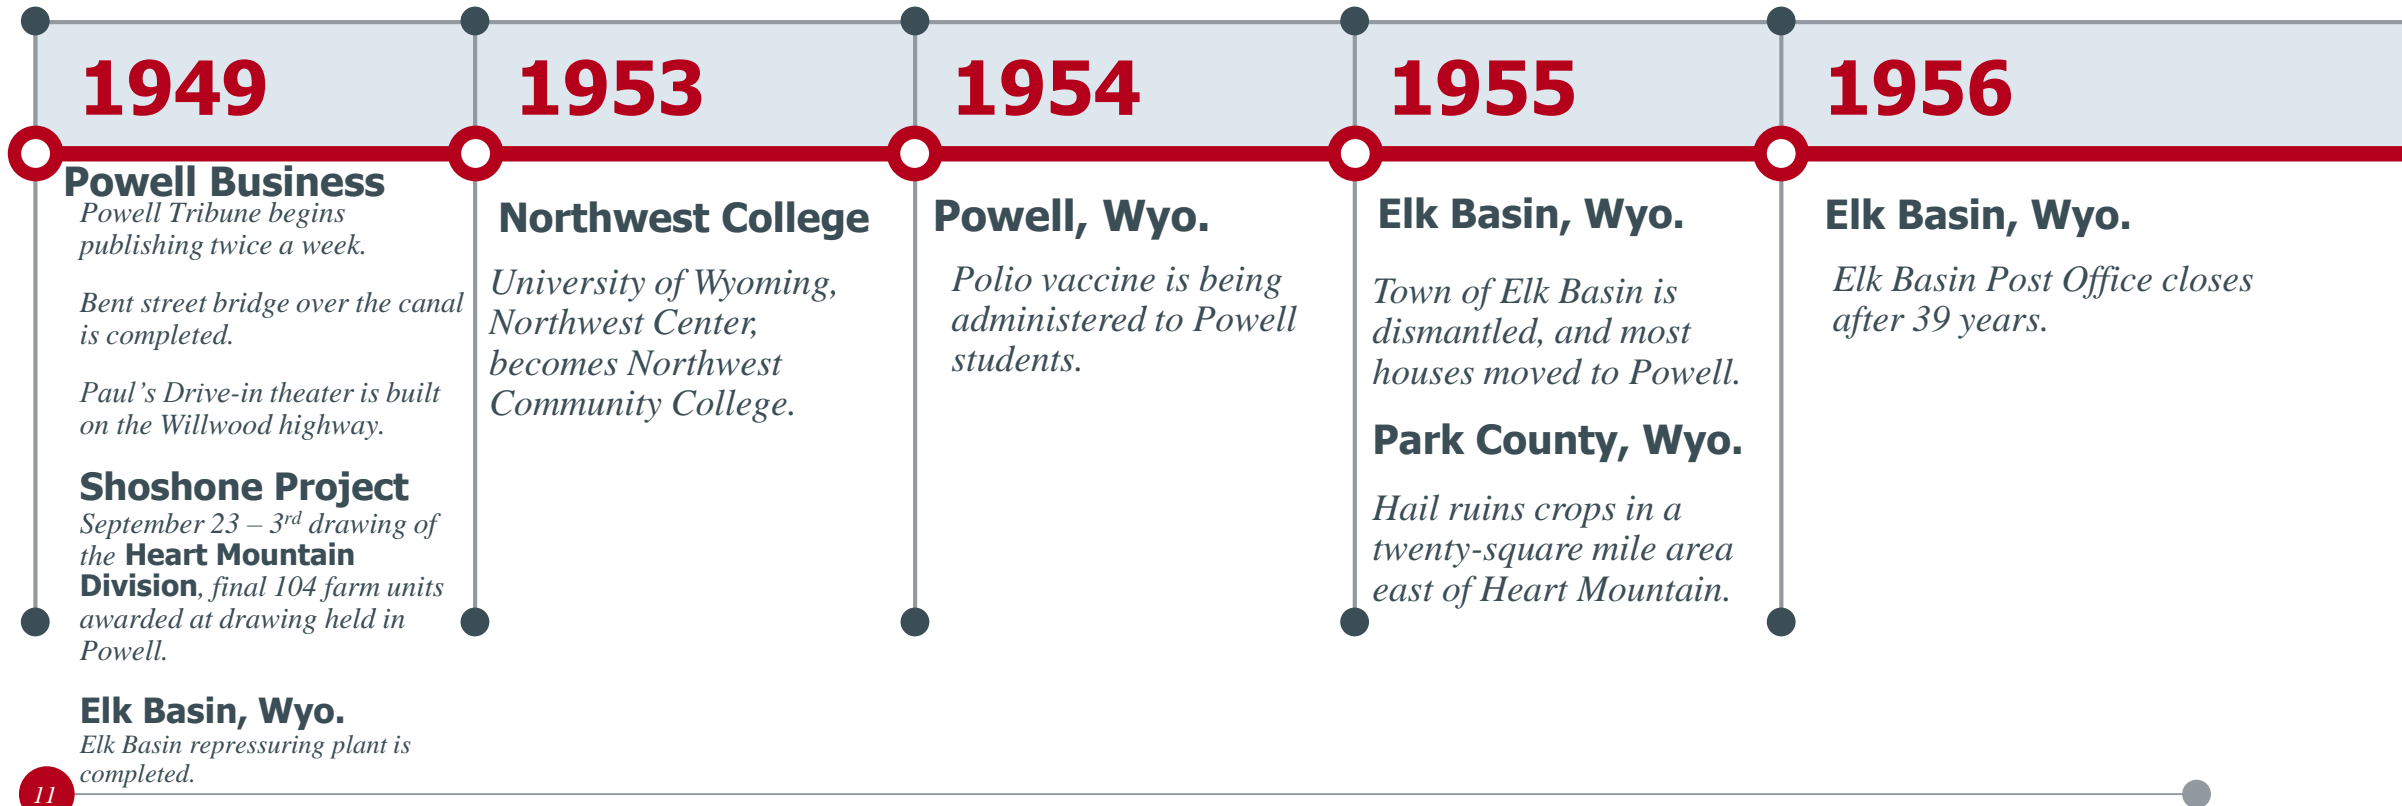 1949
Powell Business
Powell Tribune begins
publishing twice a week.
Bent street bridge over the canal
is completed.
Paul’s Drive-in theater is built
on the Willwood highway.
Shoshone Project
September 23 – 3rd drawing of
the Heart Mountain
Division, final 104 farm units
awarded at drawing held in
Powell.
Elk Basin, Wyo.
Elk Basin repressuring plant is
completed.
1953
Northwest College
University of Wyoming,
Northwest Center,
becomes Northwest
Community College.
1954
Powell, Wyo.
Polio vaccine is being
administered to Powell
students.
1955
Elk Basin, Wyo.
Town of Elk Basin is
dismantled, and most
houses moved to Powell.
Park County, Wyo.
Hail ruins crops in a
twenty-square mile area
east of Heart Mountain.
1956
Elk Basin, Wyo.
Elk Basin Post Office closes
after 39 years.
11